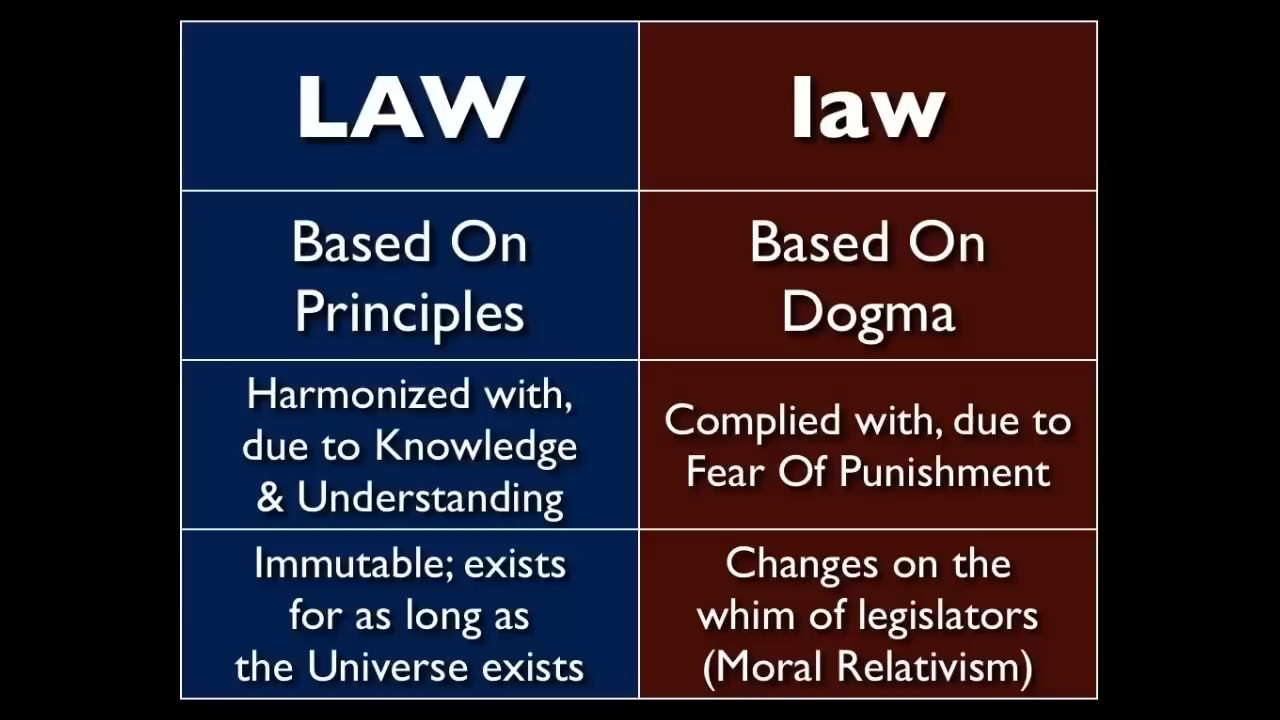 LAW
law
Based On
Principles
Based On
Dogma
Harmonized with,
due to Knowledge
& Understanding
Complied with, due to
Fear Of Punishment
Immutable; exists
for as long as
the Universe exists
Changes on the
whim of legislators
(Moral Relativism)